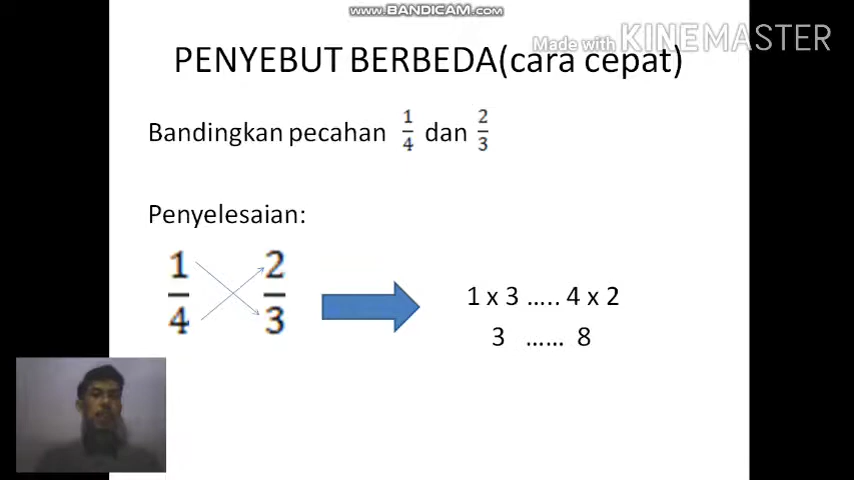 WWW.BANDICAM.COM
Made with KINEMASTER
PENYEBUT BERBEDA(cara cepat)
Bandingkan pecahan 1/4 dan 2/3
Penyelesaian:
1/4 2/3
1 x 3 ..... 4 x 2
3 ...... 8